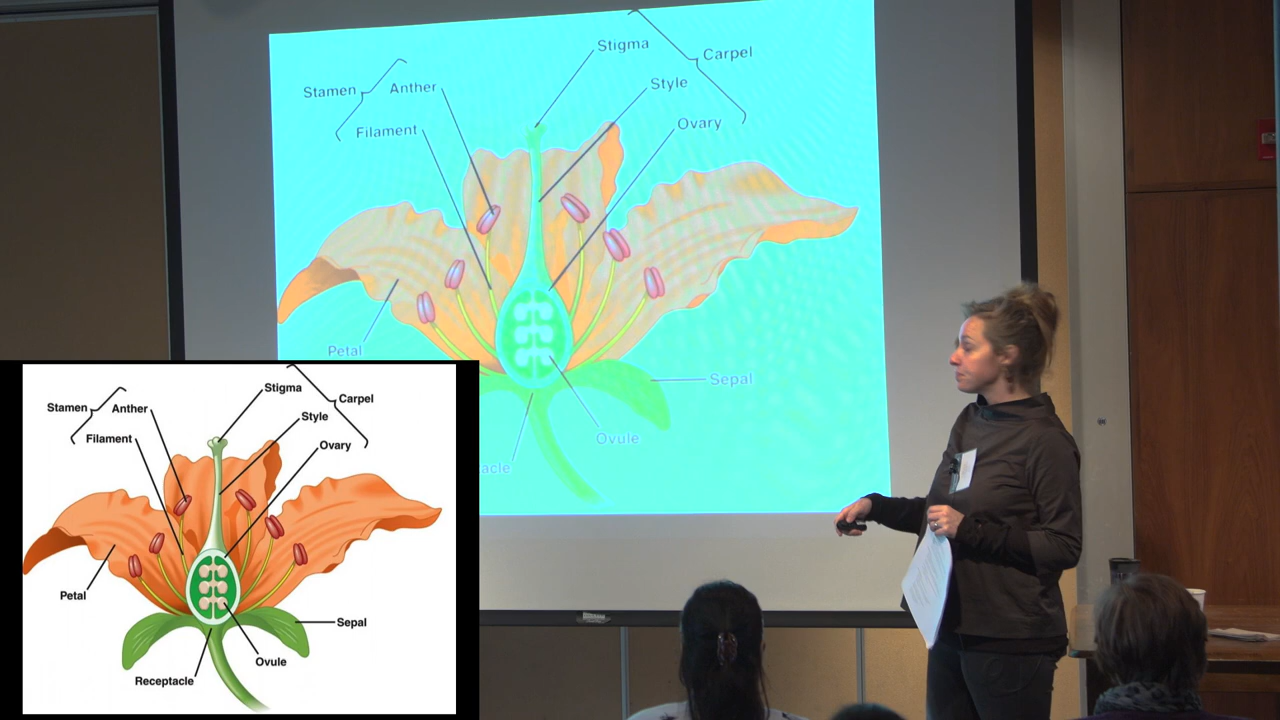 Stigma
Carpel
Stamen
Anther
Style
Filament
Ovary
Petal
Sepal
Ovule
acle
Stigma
Carpel
Stamen
Anther
Style
Filament
Ovary
Petal
Sepal
Ovule
Receptacle